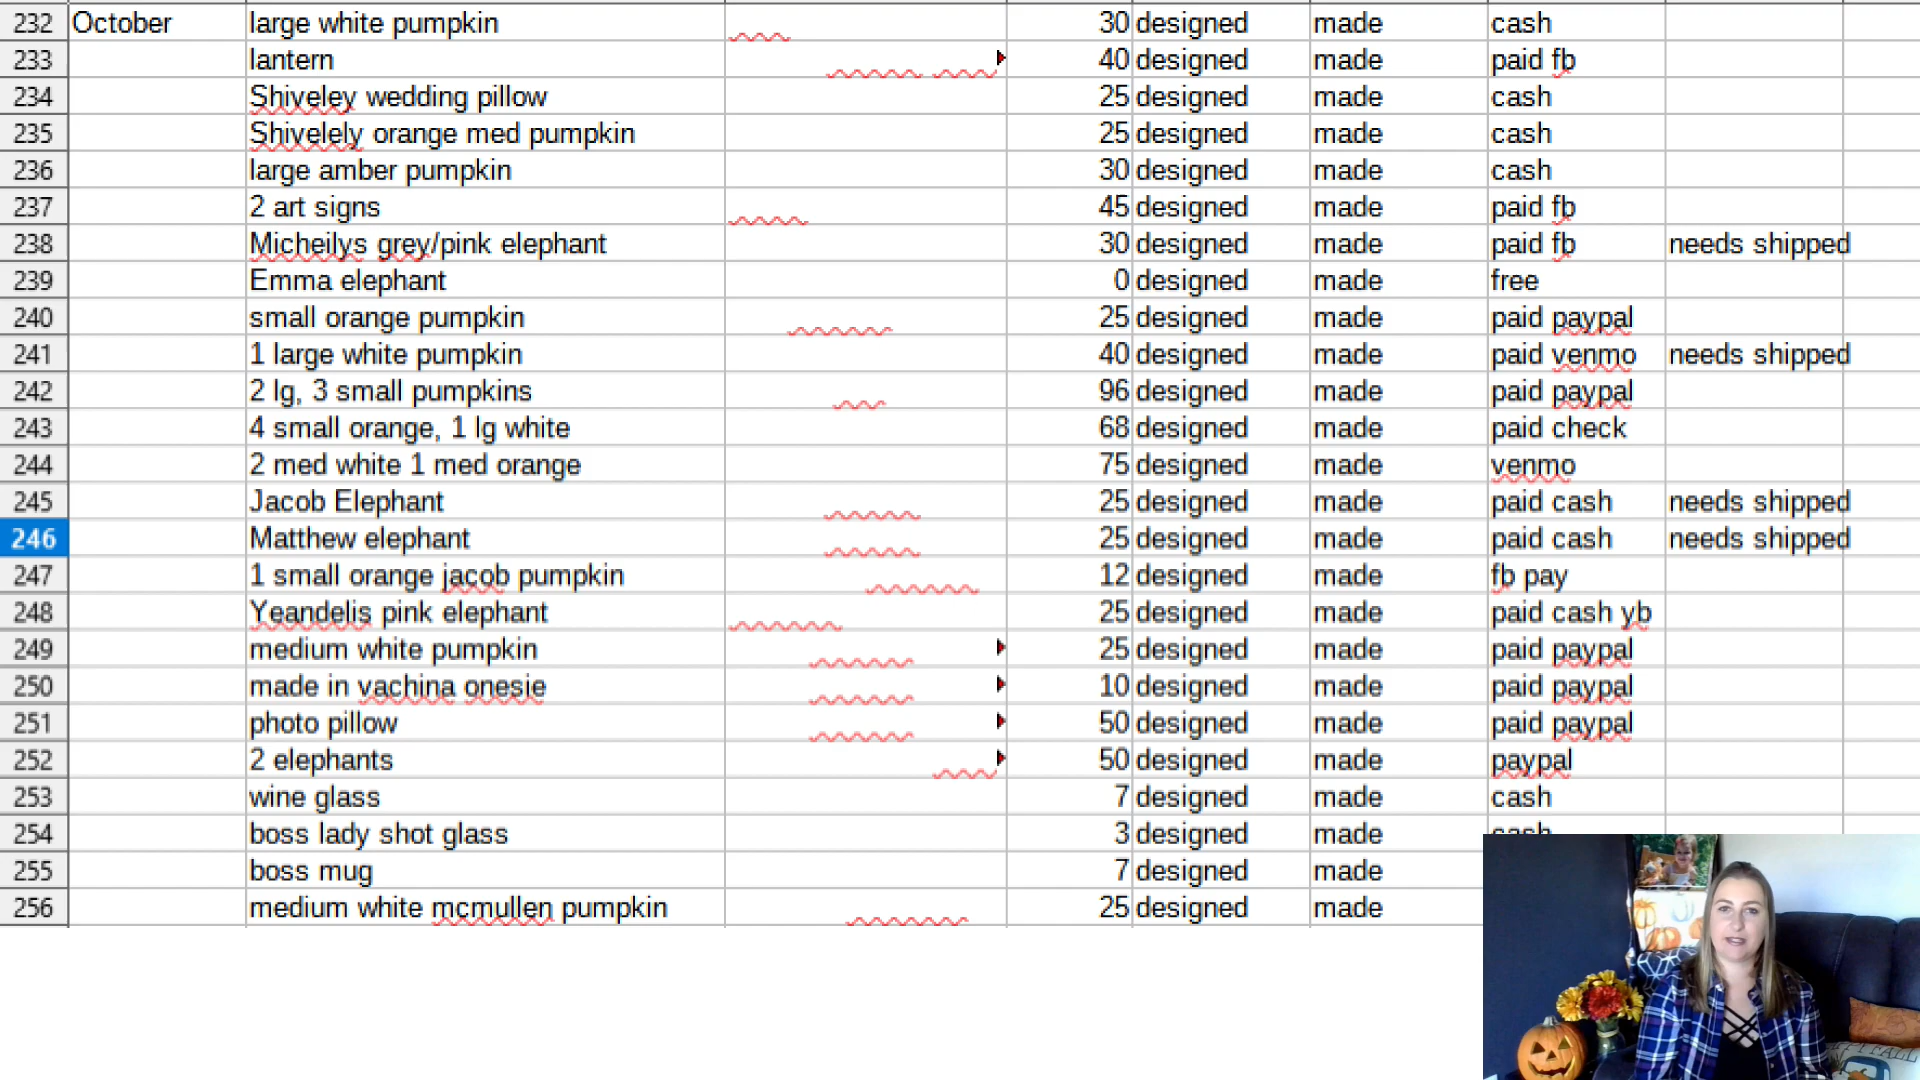 232 October large white pumpkin 30 designed made cash
233 lantern 40 designed made paid fb
234 Shiveley wedding pillow 25 designed made cash
235 Shivelely orange med pumpkin 25 designed made cash
236 large amber pumpkin 30 designed made cash
237 2 art signs 45 designed made paid fb
238 Micheilys grey/pink elephant 30 designed made paid fb needs shipped
239 Emma elephant 0 designed made free
240 small orange pumpkin 25 designed made paid paypal
241 1 large white pumpkin 40 designed made paid venmo needs shipped
242 2 lg, 3 small pumpkins 96 designed made paid paypal
243 4 small orange, 1 lg white 68 designed made paid check
244 2 med white 1 med orange 75 designed made venmo
245 Jacob Elephant 25 designed made paid cash needs shipped
246 Matthew elephant 25 designed made paid cash needs shipped
247 1 small orange jacob pumpkin 12 designed made fb pay
248 Yeandelis pink elephant 25 designed made paid cash yb
249 medium white pumpkin 25 designed made paid paypal
250 made in vachina onesie 10 designed made paid paypal
251 photo pillow 50 designed made paid paypal
252 2 elephants 50 designed made paypal
253 wine glass 7 designed made cash
254 boss lady shot glass 3 designed made cash
255 boss mug 7 designed made
256 medium white mcmullen pumpkin 25 designed made